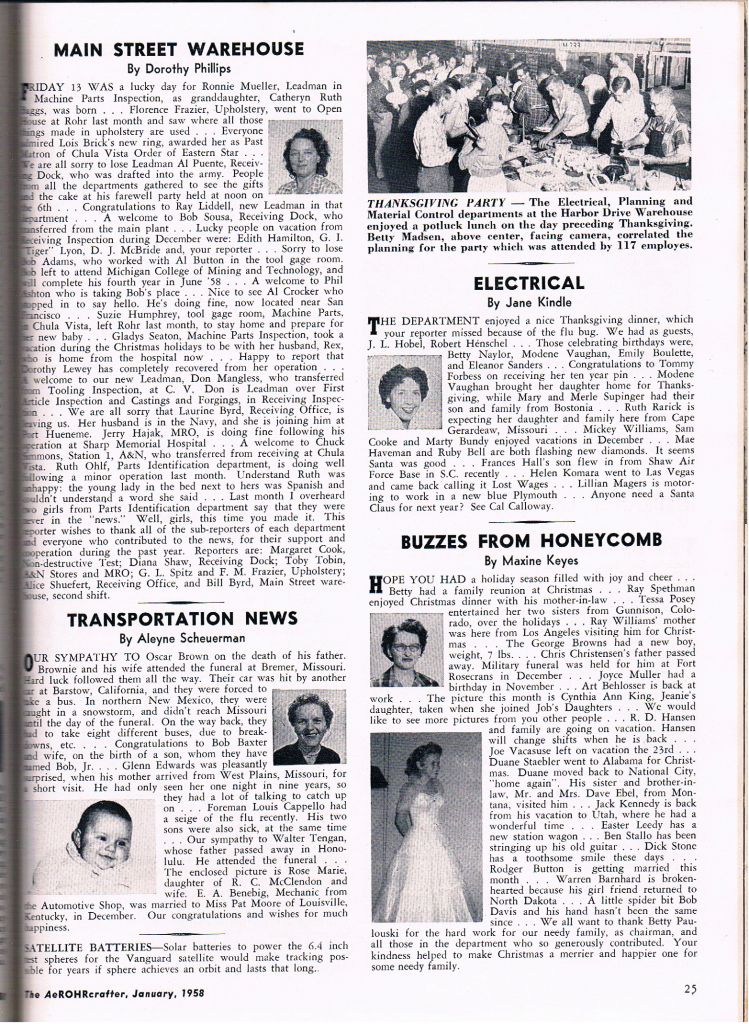 MAIN STREET WAREHOUSE
By Dorothy Phillips
FRIDAY 13 WAS a lucky day for Ronnie Mueller, Leadman in
Machine Parts Inspection, as granddaughter, Catheryn Ruth
was born . . . Florence Frazier, Upholstery, went to Open
House at Rohr last month and saw where all those
things made in upholstery are used . . . Everyone
admired Lois Brick's new ring, awarded her as Past
Matron of Chula Vista Order of Eastern Star . . .
We are all sorry to lose Leadman Al Puente, Receiv-
ing Dock, who was drafted into the army. People
from all the departments gathered to see the gifts
and the cake at his farewell party held at noon on
the 6th . . . Congratulations to Ray Liddell, new Leadman in that
department . . . A welcome to Bob Sousa, Receiving Dock, who
transferred from the main plant . . . Lucky people on vacation from
Receiving Inspection during December were: Edith Hamilton, G. I.
"Tiger" Lyon, D. J. McBride and, your reporter . . . Sorry to lose
Bob Adams, who worked with Al Button in the tool gage room.
Bob left to attend Michigan College of Mining and Technology, and
will complete his fourth year in June '58 . . . A welcome to Phil
Ashton who is taking Bob's place . . . Nice to see Al Crocker who
stopped in to say hello. He's doing fine, now located near San
Francisco . . . Suzie Humphrey, tool gage room, Machine Parts,
Chula Vista, left Rohr last month, to stay home and prepare for
her new baby . . . Gladys Seaton, Machine Inspection, took a
vacation during the Christmas holidays to be with her husband, Rex,
who is home from the hospital now . . . Happy to report that
Dorothy Lewey has completely recovered from her operation . . .
A welcome to our new Leadman, Don Mangless, who transferred
from Tooling Inspection, at C. V. Don is Leadman over First
Article Inspection and Castings and Forgings, in Receiving Inspec-
tion . . . We are all sorry that Laurine Byrd, Receiving Office, is
leaving us. Her husband is in the Navy, and she is joining him at
Port Hueneme. Jerry Hajak, MRO, is doing fine following his
operation at Sharp Memorial Hospital . . . A welcome to Chuck
Simmons, Station 1, A&N, who transferred from receiving at Chula
Vista. Ruth Ohlf, Parts Identification department, is doing well
following a minor operation last month. Understand Ruth was
unhappy: the young lady in the bed next to hers was Spanish and
couldn't understand a word she said . . . Last month I overheard
two girls from Parts Identification department say that they were
never in the "news." Well, girls, this time you made it. This
reporter wishes to thank all of the sub-reporters of each department
and everyone who contributed to the news, for their support and
cooperation during the past year. Reporters are: Margaret Cook,
Non-destructive Test; Diana Shaw, Receiving Dock; Toby Tobin,
A&N Stores and MRO; G. L. Spitz and F. M. Frazier, Upholstery;
Alice Shuefert, Receiving Office, and Bill Byrd, Main Street ware-
house, second shift.
TRANSPORTATION NEWS
By Aleyne Scheuerman
OUR SYMPATHY TO Oscar Brown on the death of his father.
Brownie and his wife attended the funeral at Bremer, Missouri.
Hard luck followed them all the way. Their car was hit by another
car at Barstow, California, and they were forced to
take a bus. In northern New Mexico, they were
caught in a snowstorm, and didn't reach Missouri
until the day of the funeral. On the way back, they
had to take eight different buses, due to break-
downs, etc. . . . Congratulations to Bob Baxter
and wife, on the birth of a son, whom they have
named Bob, Jr. . . . Glenn Edwards was pleasantly
surprised, when his mother arrived from West Plains, Missouri, for
a short visit. He had only seen her one night in nine years, so
they had a lot of talking to catch up
on . . . Foreman Louis Cappello had
a seige of the flu recently. His two
sons were also sick, at the same time
. . . Our sympathy to Walter Tengan,
whose father passed away in Hono-
lulu. He attended the funeral . . .
The enclosed picture is Rose Marie,
daughter of R. C. McClendon and
wife. E. A. Benebig, Mechanic from
the Automotive Shop, was married to Miss Pat Moore of Louisville,
Kentucky, in December. Our congratulations and wishes for much
happiness.
SATELLITE BATTERIES—Solar batteries to power the 6.4 inch
test spheres for the Vanguard satellite would make tracking pos-
sible for years if sphere achieves an orbit and lasts that long.
The AeROHRcrafter, January, 1958
M 233
THANKSGIVING PARTY — The Electrical, Planning and
Material Control departments at the Harbor Drive Warehouse
enjoyed a potluck lunch on the day preceding Thanksgiving.
Betty Madsen, above center, facing camera, correlated the
planning for the party which was attended by 117 employes.
ELECTRICAL
By Jane Kindle
THE DEPARTMENT enjoyed a nice Thanksgiving dinner, which
your reporter missed because of the flu bug. We had as guests,
J. L. Hobel, Robert Hénschel . . . Those celebrating birthdays were,
Betty Naylor, Modene Vaughan, Emily Boulette,
and Eleanor Sanders . . . Congratulations to Tommy
Forbess on receiving her ten year pin . . . Modene
Vaughan brought her daughter home for Thanks-
giving, while Mary and Merle Supinger had their
son and family from Bostonia . . . Ruth Rarick is
expecting her daughter and family here from Cape
Gerardeaw, Missouri . . . Mickey Williams, Sam
Cooke and Marty Bundy enjoyed vacations in December . . . Mae
Haveman and Ruby Bell are both flashing new diamonds. It seems
Santa was good . . . Frances Hall's son flew in from Shaw Air
Force Base in S.C. recently . . . Helen Komara went to Las Vegas
and came back calling it Lost Wages . . . Lillian Magers is motor-
ing to work in a new blue Plymouth . . . Anyone need a Santa
Claus for next year? See Cal Calloway.
BUZZES FROM HONEYCOMB
By Maxine Keyes
HOPE YOU HAD a holiday season filled with joy and cheer . . .
Betty had a family reunion at Christmas . . . Ray Spethman
enjoyed Christmas dinner with his mother-in-law . . . Tessa Posey
entertained her two sisters from Gunnison, Colo-
rado, over the holidays . . . Ray Williams' mother
was here from Los Angeles visiting him for Christ-
mas . . . The George Browns had a new boy,
weight, 7 lbs. . . . Chris Christensen's father passed
away. Military funeral was held for him at Fort
Rosecrans in December . . . Joyce Muller had a
birthday in November . . . Art Behlosser is back at
work . . . The picture this month is Cynthia Ann King, Jeanie's
daughter, taken when she joined Job's Daughters . . . We would
like to see more pictures from you other people . . . R. D. Hansen
and family are going on vacation. Hansen
will change shifts when he is back . . .
Joe Vacasuse left on vacation the 23rd . . .
Duane Staebler went to Alabama for Christ-
mas. Duane moved back to National City,
"home again". His sister and brother-in-
law, Mr. and Mrs. Dave Ebel, from Mon-
tana, visited him . . . Jack Kennedy is back
from his vacation to Utah, where he had a
wonderful time . . . Easter Leedy has a
new station wagon . . . Ben Stallo has been
stringing up his old guitar . . . Dick Stone
has a toothsome smile these days . . .
Rodger Button is getting married this
month . . . Warren Barnhard is broken-
hearted because his girl friend returned to
North Dakota . . . A little spider bit Bob
Davis and his hand hasn't been the same
since . . . We all want to thank Betty Pau-
louski for the hard work for our needy family, as chairman, and
all those in the department who so generously contributed. Your
kindness helped to make Christmas a merrier and happier one for
some needy family.
25